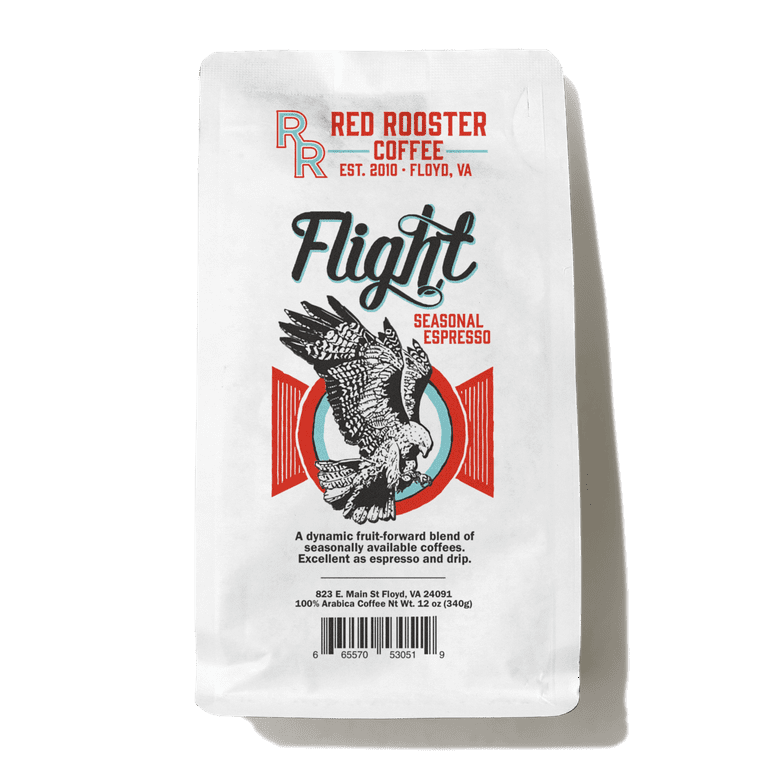 RR
RED ROOSTER
COFFEE
EST. 2010 · FLOYD, VA
Flight
SEASONAL
ESPRESSO
A dynamic fruit-forward blend of
seasonally available coffees.
Excellent as espresso and drip.
823 E. Main St Floyd, VA 24091
100% Arabica Coffee Nt Wt. 12 oz (340g)
6 65570 53051 9